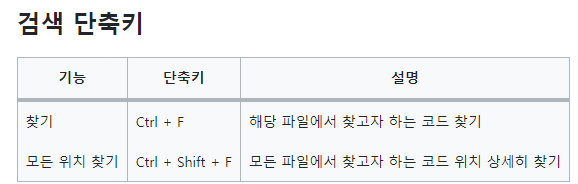 검색 단축키
기능 단축키 설명
찾기 Ctrl + F 해당 파일에서 찾고자 하는 코드 찾기
모든 위치 찾기 Ctrl + Shift + F 모든 파일에서 찾고자 하는 코드 위치 상세히 찾기